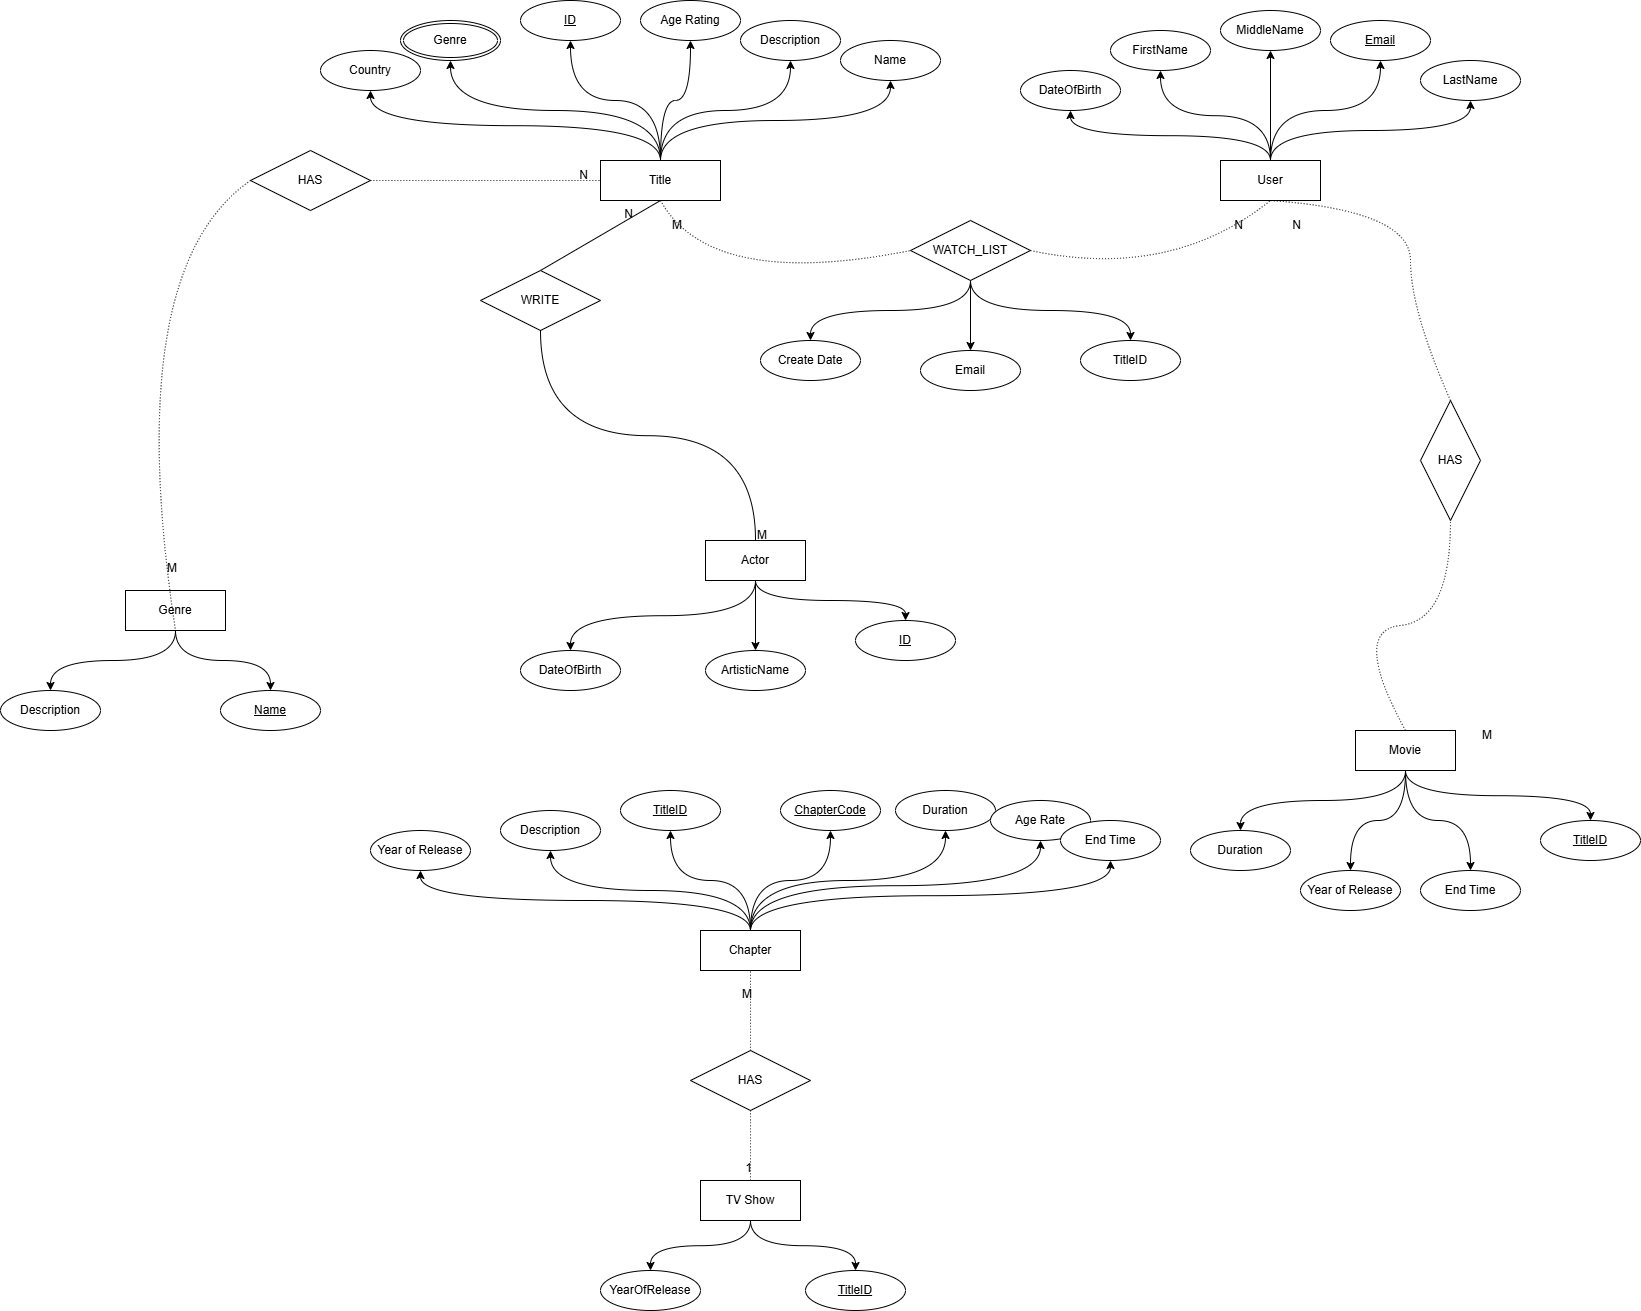 ID
Age Rating
MiddleName
Genre
Description
Email
FirstName
Country
Name
LastName
DateOfBirth
HAS
N
Title
User
N
M
N
N
WATCH_LIST
WRITE
Create Date
Email
TitleID
HAS
M
Actor
M
Genre
DateOfBirth
ArtisticName
ID
Description
Name
M
Movie
TitleID
ChapterCode
Duration
Age Rate
Description
End Time
Year of Release
Duration
TitleID
Year of Release
End Time
Chapter
M
HAS
1
TV Show
YearOfRelease
TitleID